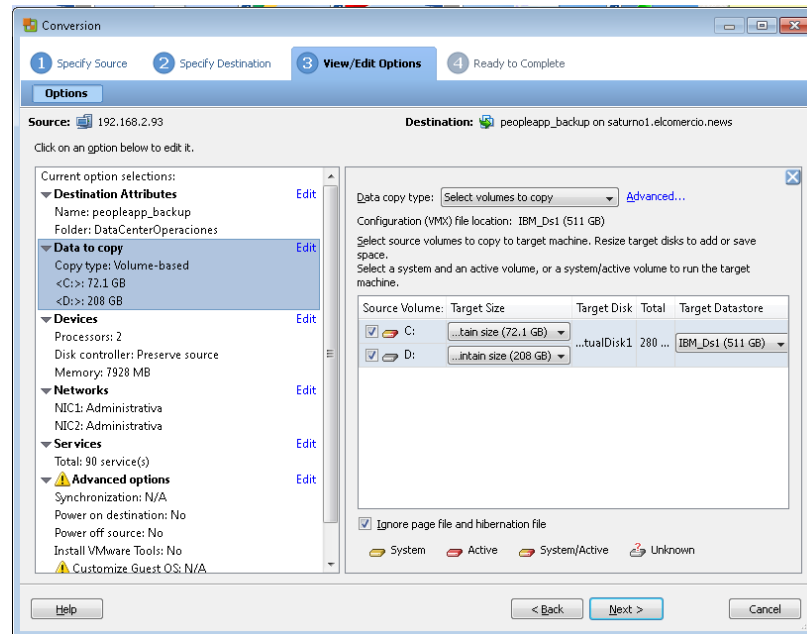 Conversion
1 Specify Source 2 Specify Destination 3 View/Edit Options 4 Ready to Complete
Options
Source: 192.168.2.93 Destination: peopleapp_backup on saturno1.elcomercio.news
Click on an option below to edit it.
Current option selections:
Destination Attributes Edit
Name: peopleapp_backup
Folder: DataCenterOperaciones
Data to copy Edit
Copy type: Volume-based
<C:>: 72.1 GB
<D:>: 208 GB
Devices Edit
Processors: 2
Disk controller: Preserve source
Memory: 7928 MB
Networks Edit
NIC1: Administrativa
NIC2: Administrativa
Services Edit
Total: 90 service(s)
Advanced options Edit
Synchronization: N/A
Power on destination: No
Power off source: No
Install VMware Tools: No
Customize Guest OS: N/A
Data copy type: Select volumes to copy Advanced...
Configuration (VMX) file location: IBM_Ds1 (511 GB)
Select source volumes to copy to target machine. Resize target disks to add or save
space.
Select a system and an active volume, or a system/active volume to run the target
machine.
Source Volume: Target Size Target Disk Total Target Datastore
C: ...tain size (72.1 GB)
...tualDisk1 280 ... IBM_Ds1 (511 GB)
D: ...intain size (208 GB)
Ignore page file and hibernation file
System Active System/Active ? Unknown
Help < Back Next > Cancel